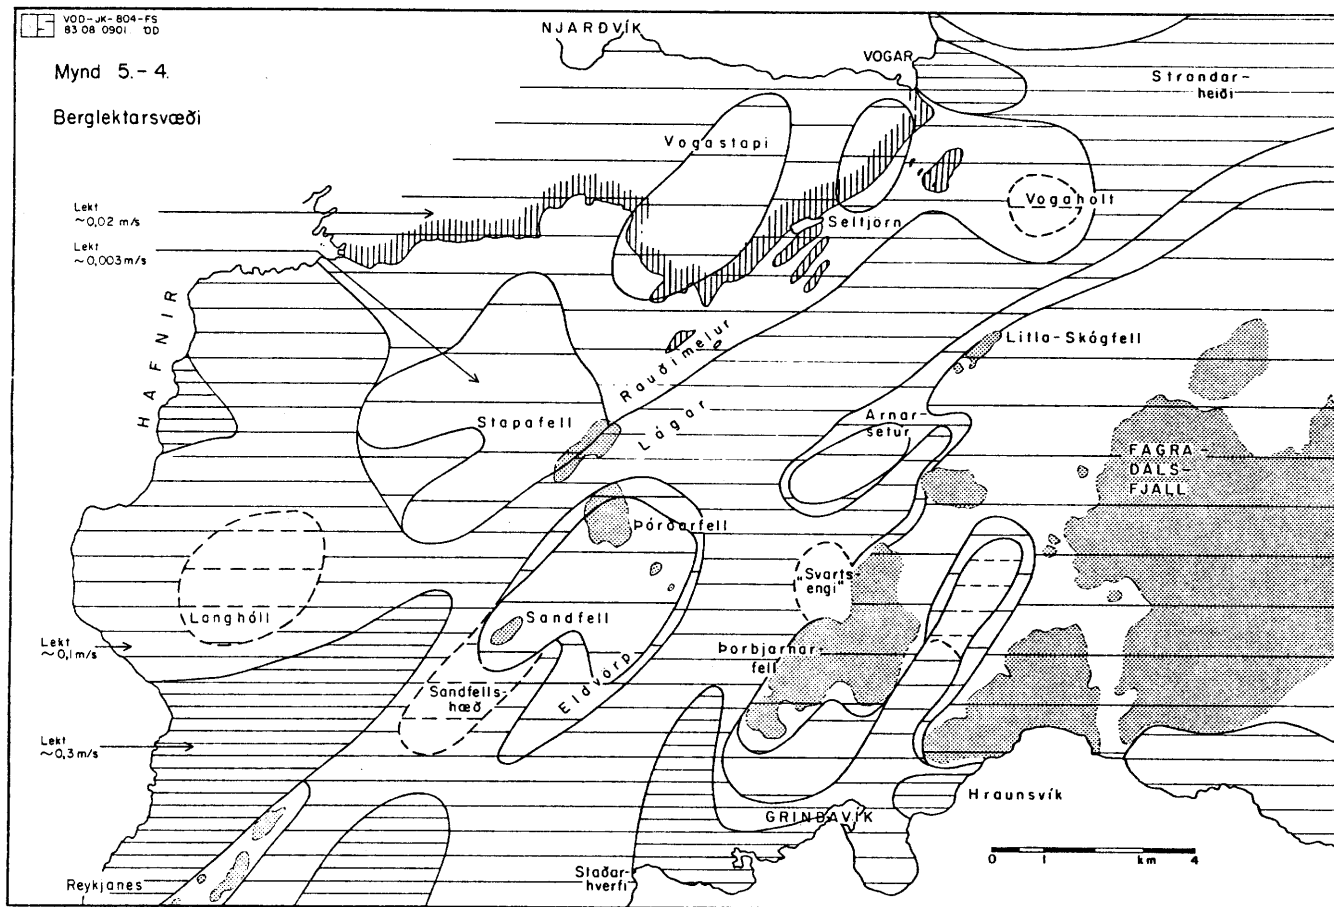 VOD-JK-804-FS
83 08 0901 OD
Mynd 5.-4.
Berglektarsvæði
NJARÐVÍK
VOGAR
Strandar-
heiði
Vogastapi
Vogaholt
Seltjörn
Lekt
~0,02 m/s
Lekt
~0,003 m/s
HAFNIR
Rauðimelur
Lágar
Litla-Skógfell
Stapafell
Arnar-
setur
FAGRA-
DALS-
FJALL
Þórðarfell
"Svarts-
engi"
Langhóll
Sandfell
Lekt
~0,1 m/s
Þorbjarnar
fell
Sandfells-
hæð
Eldvörp
Lekt
~0,3 m/s
Hraunsvík
GRINDAVÍK
Reykjanes
Staðar-
hverfi
0 1 km 4